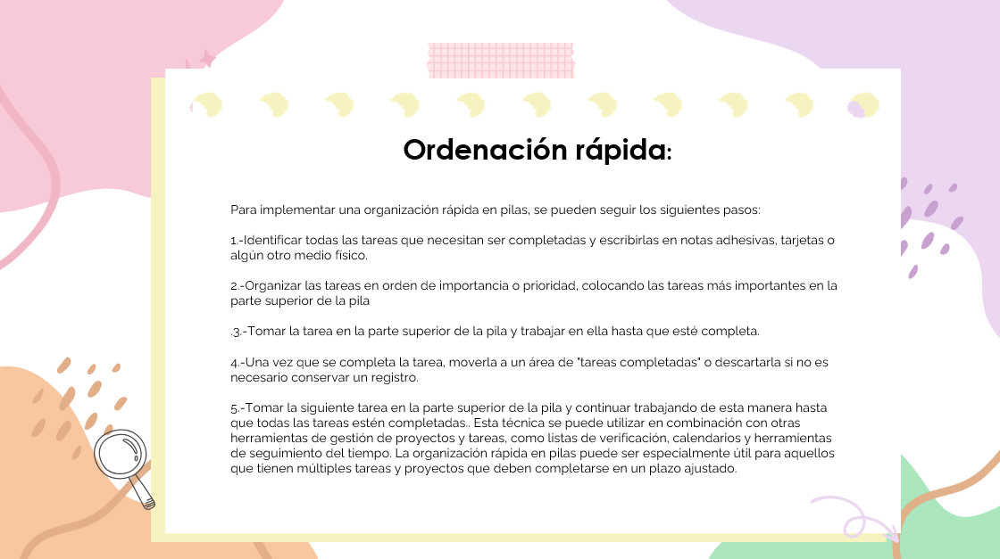 Ordenación rápida:
Para implementar una organización rápida en pilas, se pueden seguir los siguientes pasos:
1.-Identificar todas las tareas que necesitan ser completadas y escribirlas en notas adhesivas, tarjetas o
algún otro medio físico.
2.-Organizar las tareas en orden de importancia o prioridad, colocando las tareas más importantes en la
parte superior de la pila
.3.-Tomar la tarea en la parte superior de la pila y trabajar en ella hasta que esté completa.
4.-Una vez que se completa la tarea, moverla a un área de "tareas completadas" o descartarla si no es
necesario conservar un registro.
5.-Tomar la siguiente tarea en la parte superior de la pila y continuar trabajando de esta manera hasta
que todas las tareas estén completadas.. Esta técnica se puede utilizar en combinación con otras
herramientas de gestión de proyectos y tareas, como listas de verificación, calendarios y herramientas
de seguimiento del tiempo. La organización rápida en pilas puede ser especialmente útil para aquellos
que tienen múltiples tareas y proyectos que deben completarse en un plazo ajustado.